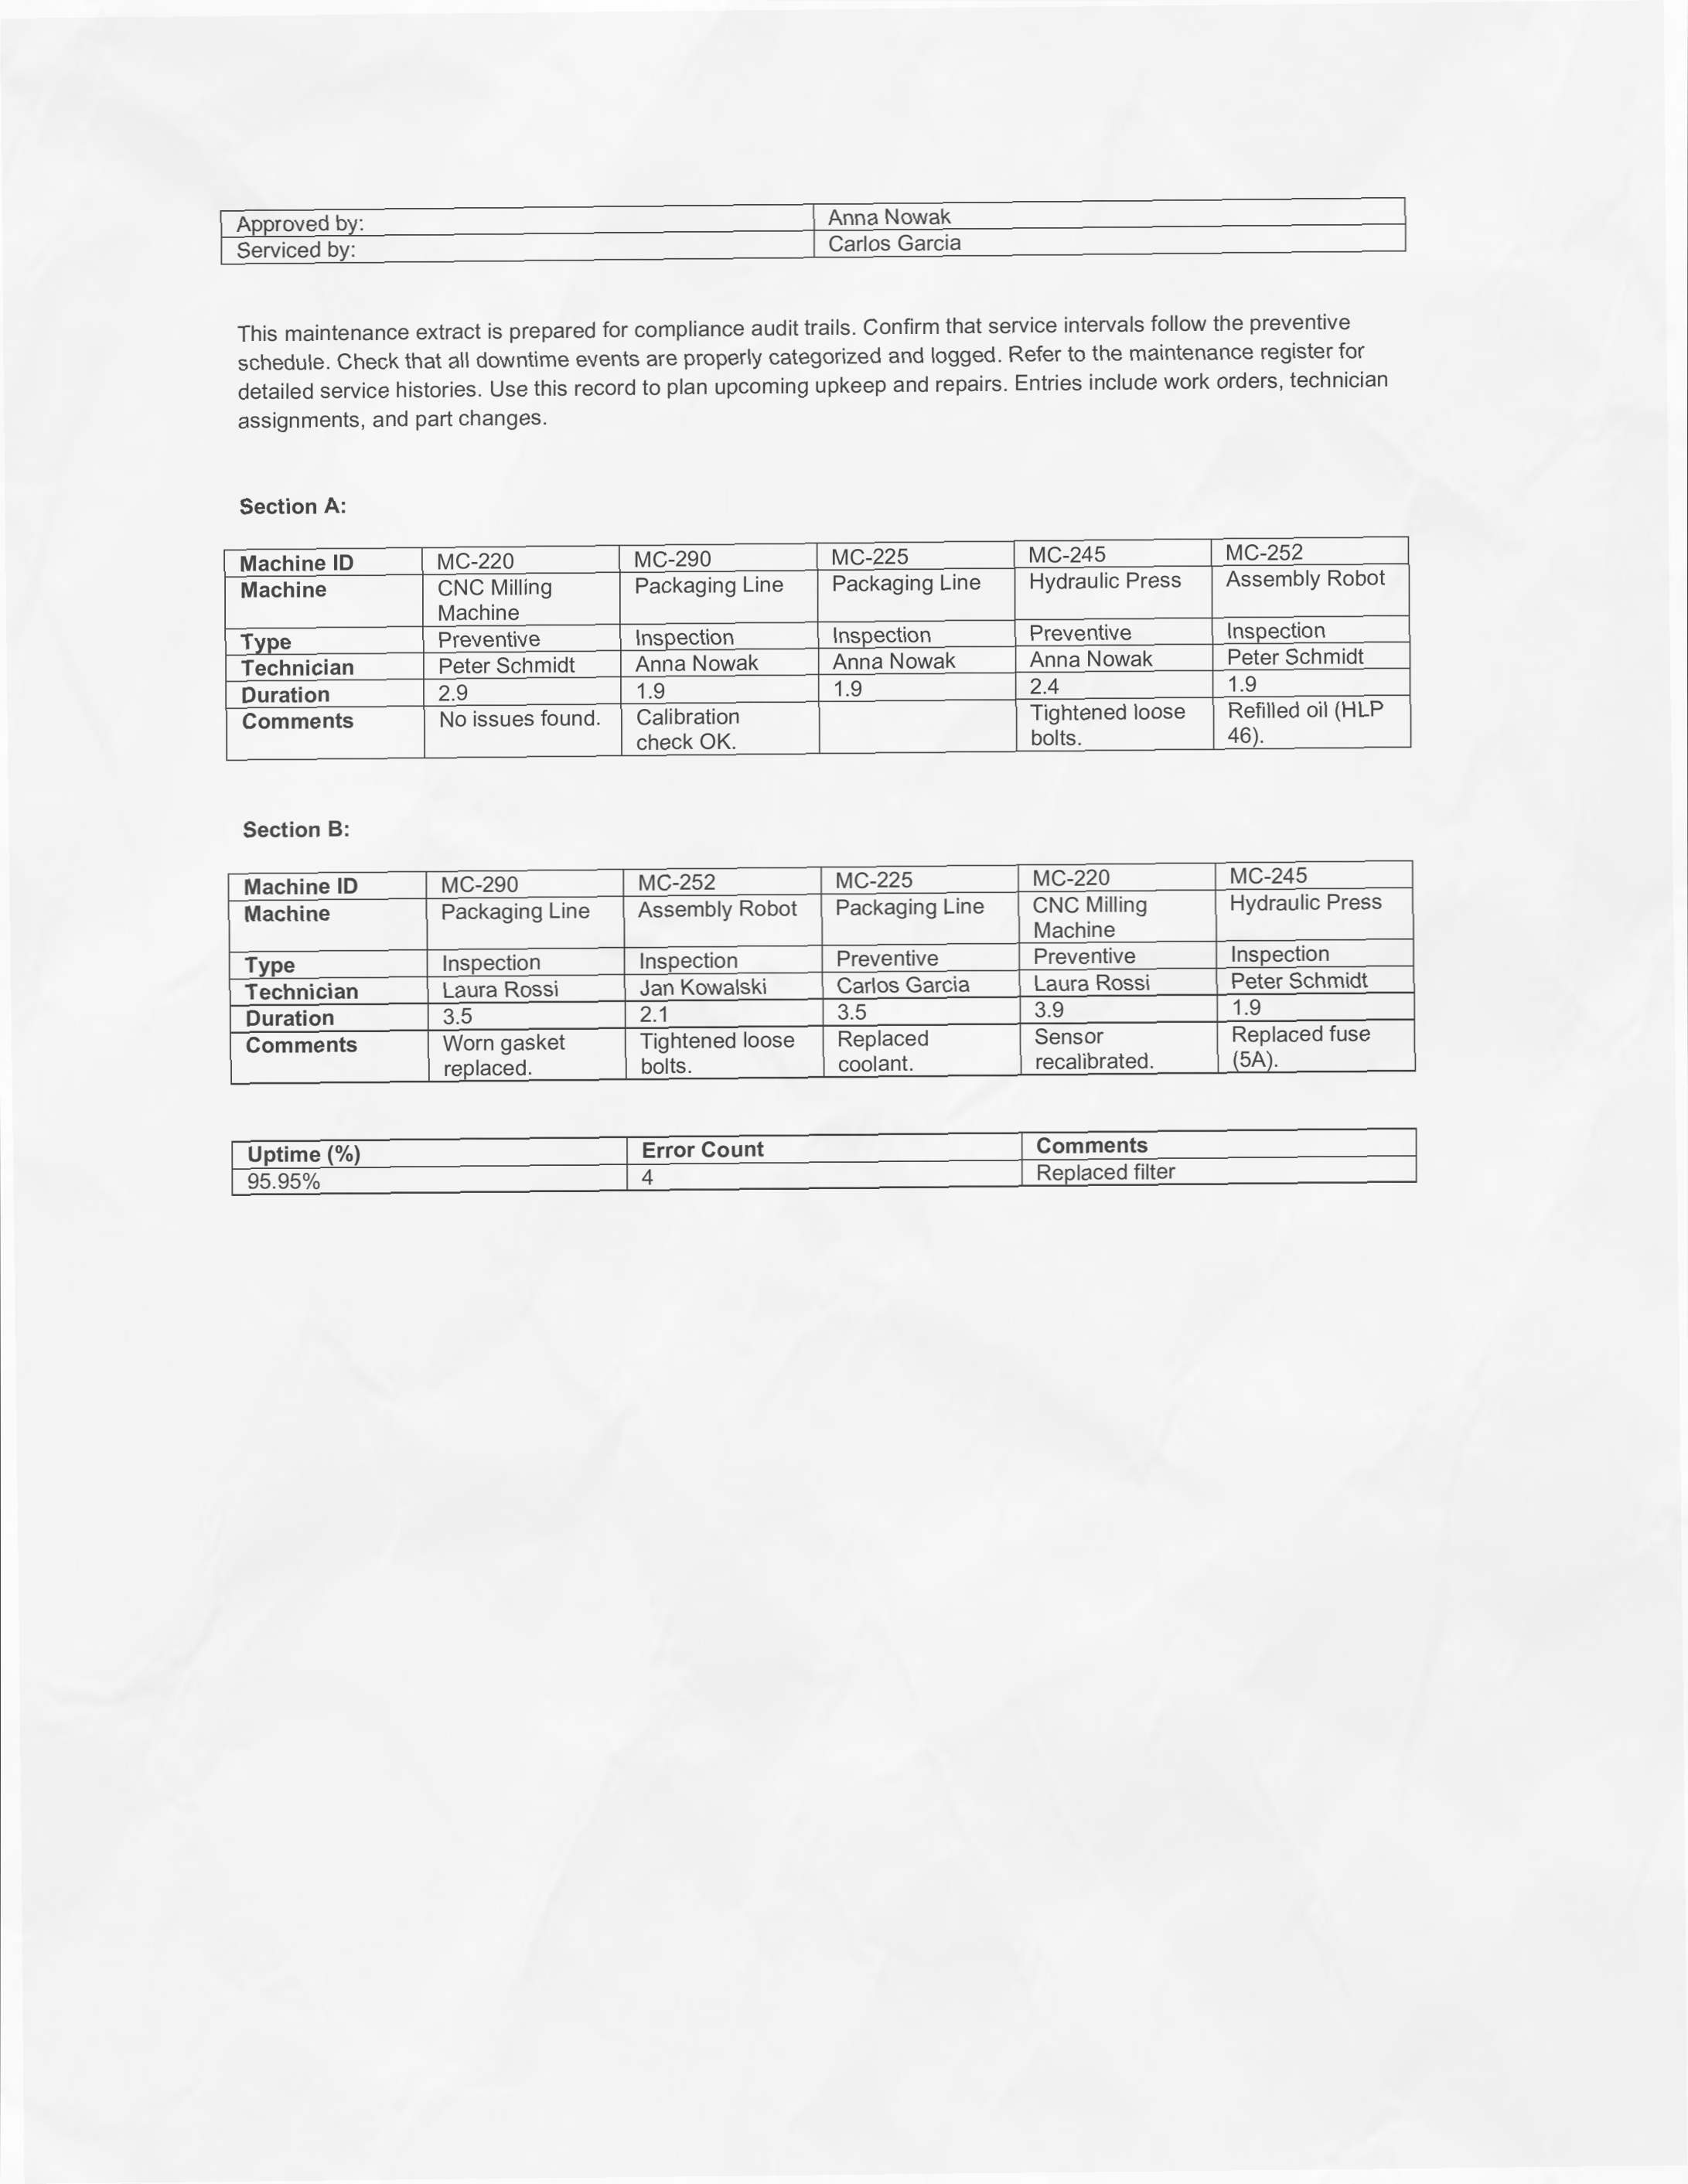 Approved by: Anna Nowak
Serviced by: Carlos Garcia
This maintenance extract is prepared for compliance audit trails. Confirm that service intervals follow the preventive
schedule. Check that all downtime events are properly categorized and logged. Refer to the maintenance register for
detailed service histories. Use this record to plan upcoming upkeep and repairs. Entries include work orders, technician
assignments, and part changes.
Section A:
Machine ID MC-220 MC-290 MC-225 MC-245 MC-252
Machine CNC Milling Packaging Line Packaging Line Hydraulic Press Assembly Robot
Machine
Type Preventive Inspection Inspection Preventive Inspection
Technician Peter Schmidt Anna Nowak Anna Nowak Anna Nowak Peter Schmidt
Duration 2.9 1.9 1.9 2.4 1.9
Comments No issues found. Calibration Tightened loose Refilled oil (HLP
check OK. bolts. 46).
Section B:
Machine ID MC-290 MC-252 MC-225 MC-220 MC-245
Machine Packaging Line Assembly Robot Packaging Line CNC Milling Hydraulic Press
Machine
Type Inspection Inspection Preventive Preventive Inspection
Technician Laura Rossi Jan Kowalski Carlos Garcia Laura Rossi Peter Schmidt
Duration 3.5 2.1 3.5 3.9 1.9
Comments Worn gasket Tightened loose Replaced Sensor Replaced fuse
replaced. bolts. coolant. recalibrated. (5A).
Uptime (%) Error Count Comments
95.95% 4 Replaced filter